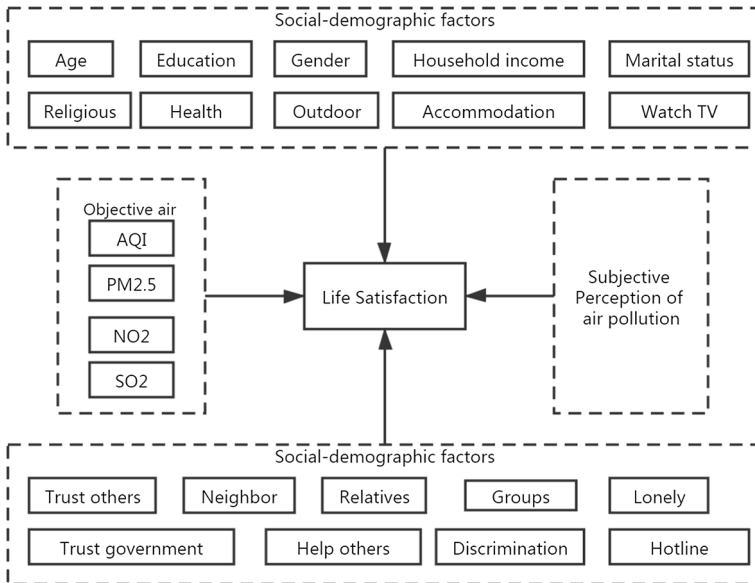 Social-demographic factors
Age Education Gender Household income Marital status
Religious Health Outdoor Accommodation Watch TV
Objective air
AQI
PM2.5
NO2
SO2
Life Satisfaction
Subjective
Perception of
air pollution
Social-demographic factors
Trust others Neighbor Relatives Groups Lonely
Trust government Help others Discrimination Hotline